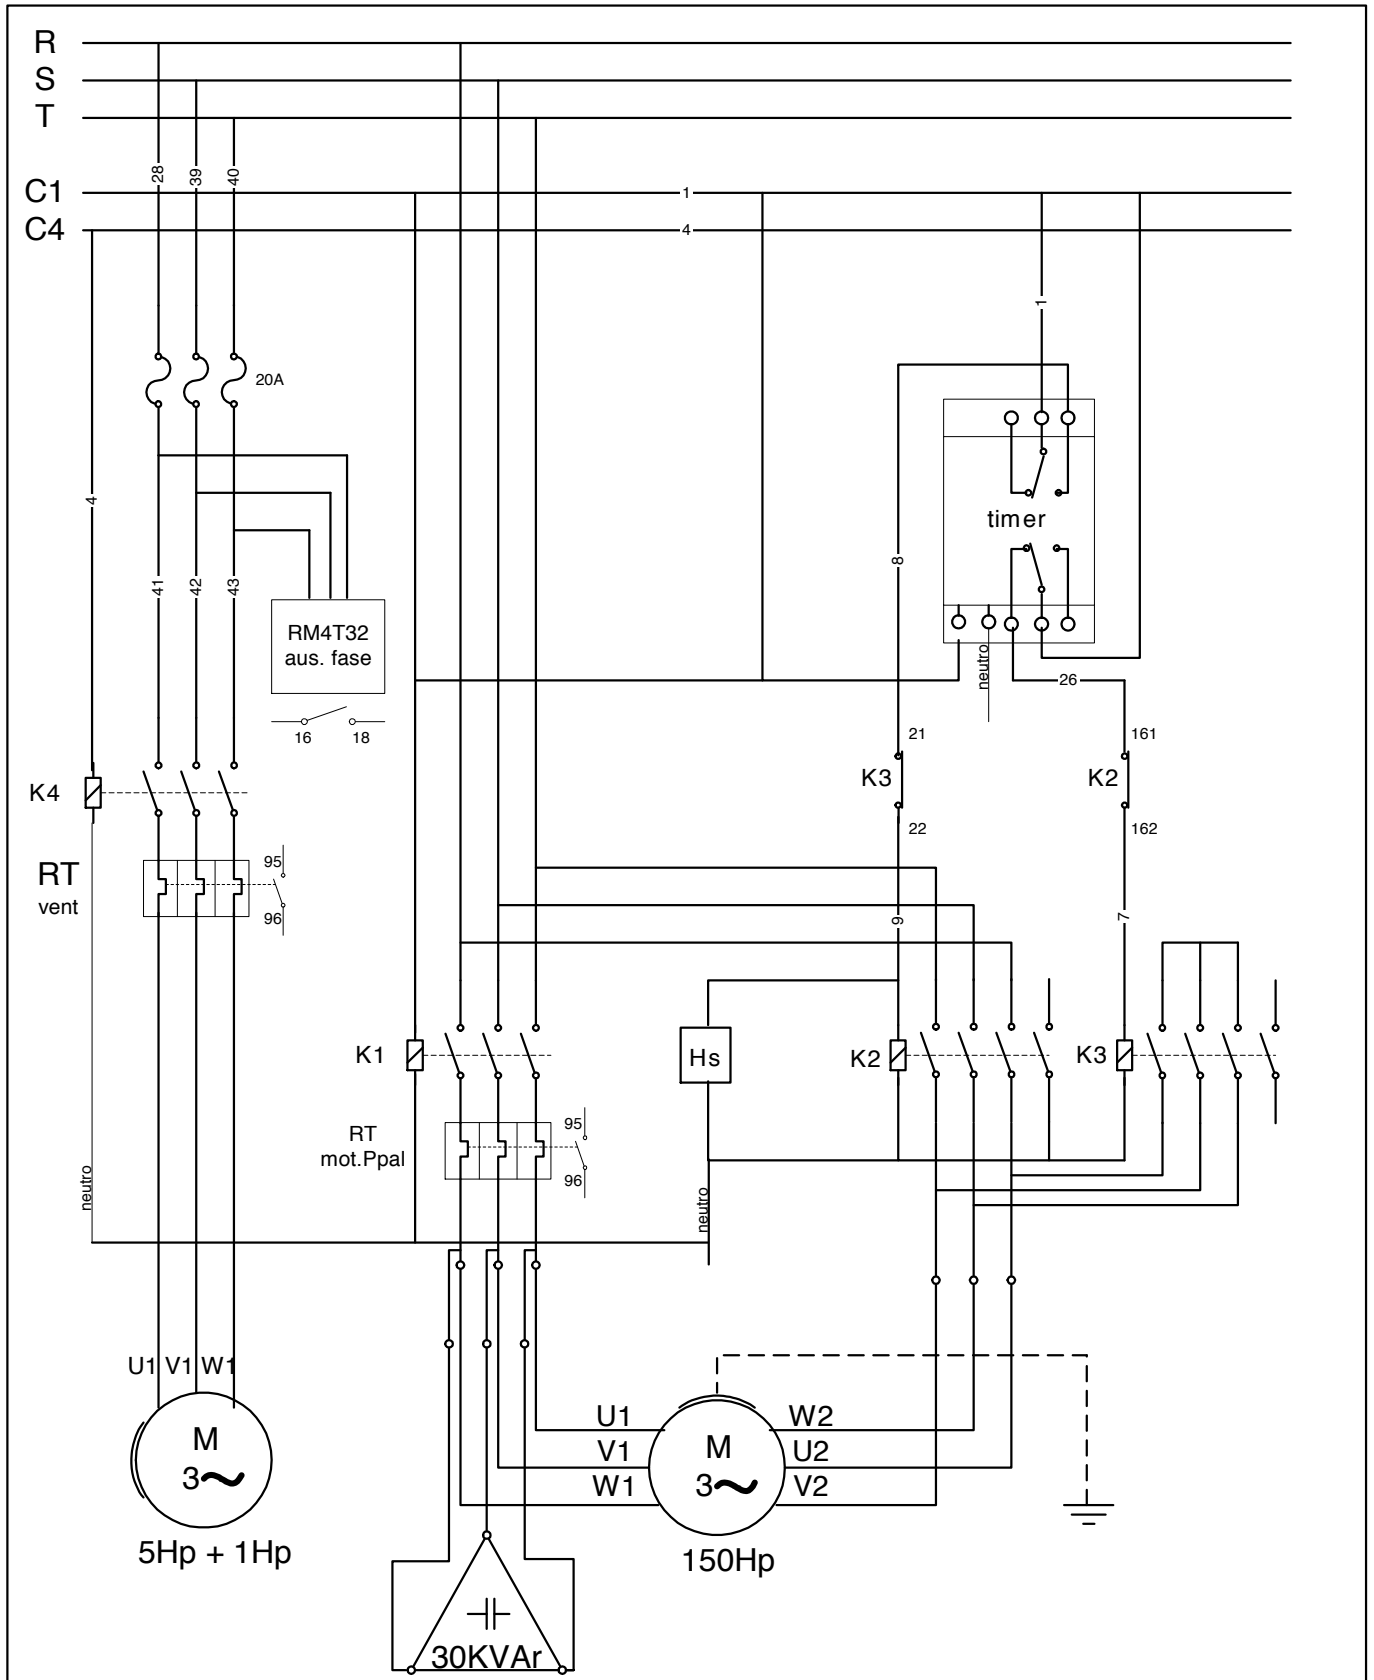 R
S
T
28 39 40
C1 1
C4 4
1
20A
4
timer
8
41 42 43
RM4T32
aus. fase
neutro
26
16 18
21 161
K4 K3 K2
22 162
RT
vent
95
96
9 7
K1 Hs K2 K3
RT
mot.Ppal
95
96
neutro neutro
U1 V1 W1
U1 W2
V1 U2
W1 V2
M
3
M
3
5Hp + 1Hp
150Hp
30KVAr